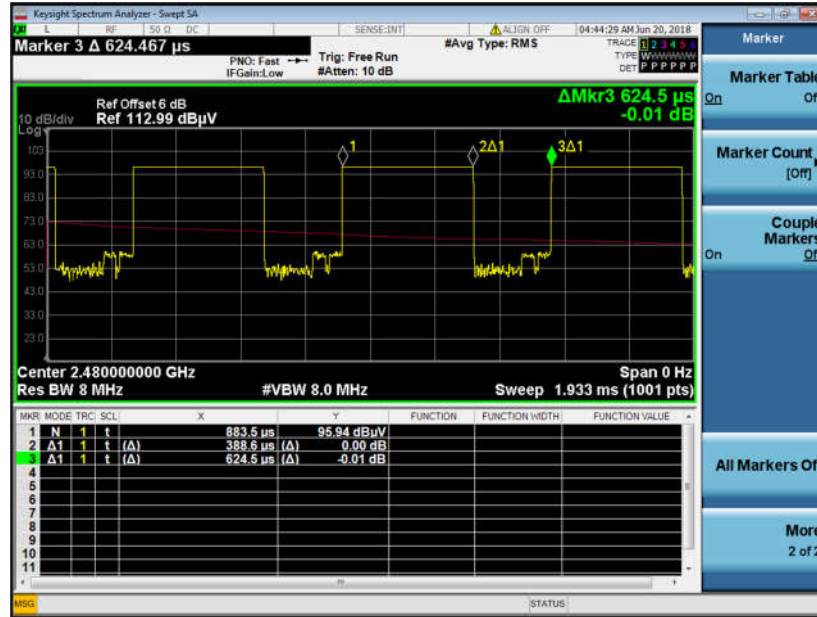 Keysight Spectrum Analyzer - Swept SA
L RF 50 Ω DC SENSE:INT ALIGN OFF 04:44:29 AM Jun 20, 2018
Marker 3 Δ 624.467 µs
PNO: Fast
IFGain:Low
Trig: Free Run
#Atten: 10 dB
#Avg Type: RMS
TRACE 1 2 3 4 5 6
TYPE W
DET P P P P P P
ΔMkr3 624.5 µs
-0.01 dB
10 dB/div
Log
Ref Offset 6 dB
Ref 112.99 dBµV
103
93.0
83.0
73.0
63.0
53.0
43.0
33.0
23.0
1
2Δ1
3Δ1
Center 2.480000000 GHz
Span 0 Hz
Res BW 8 MHz
#VBW 8.0 MHz
Sweep 1.933 ms (1001 pts)
MKR MODE TRC SCL X Y FUNCTION FUNCTION WIDTH FUNCTION VALUE
1 N 1 t 883.5 µs 95.94 dBµV
2 Δ1 1 t (Δ) 388.6 µs (Δ) 0.00 dB
3 Δ1 1 t (Δ) 624.5 µs (Δ) -0.01 dB
4
5
6
7
8
9
10
11
MSG
STATUS
Marker
Marker Table
On Of
Marker Count
[Off]
Couple
Markers
On Of
All Markers Of
More
2 of 2